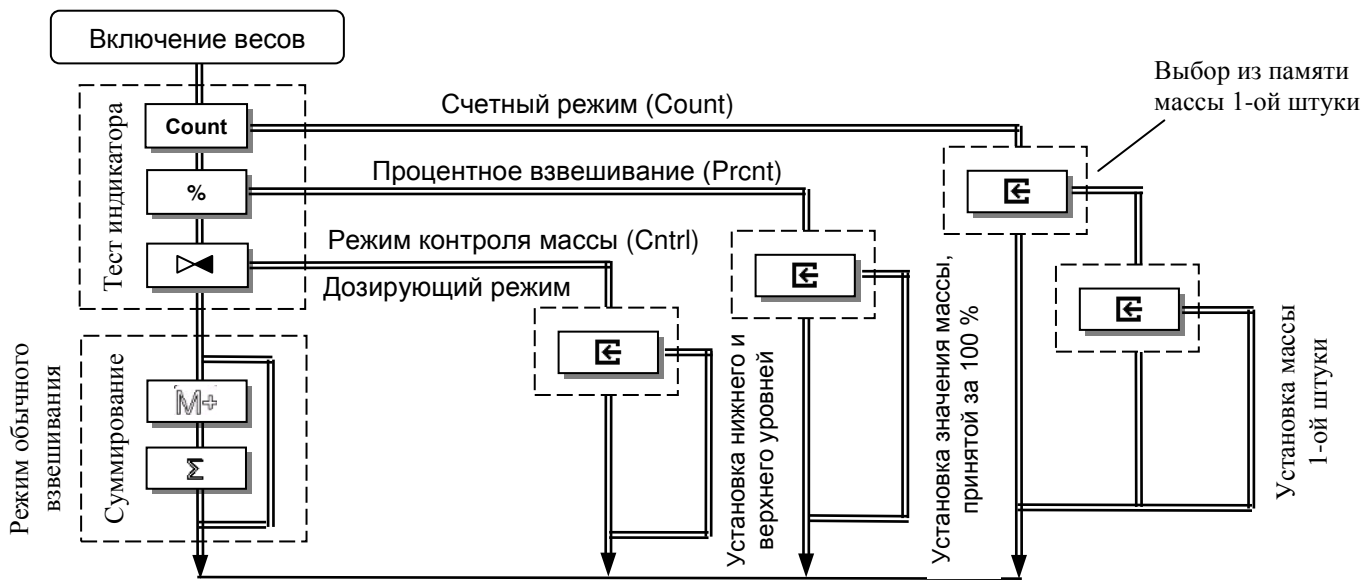 Включение весов
Выбор из памяти
массы 1-ой штуки
Тест индикатора
Count
Счетный режим (Count)
%
Процентное взвешивание (Prcnt)
Режим контроля массы (Cntrl)
Дозирующий режим
Режим обычного
взвешивания
Суммирование
M+
Σ
Установка нижнего и
верхнего уровней
Установка значения массы,
принятой за 100 %
Установка массы
1-ой штуки